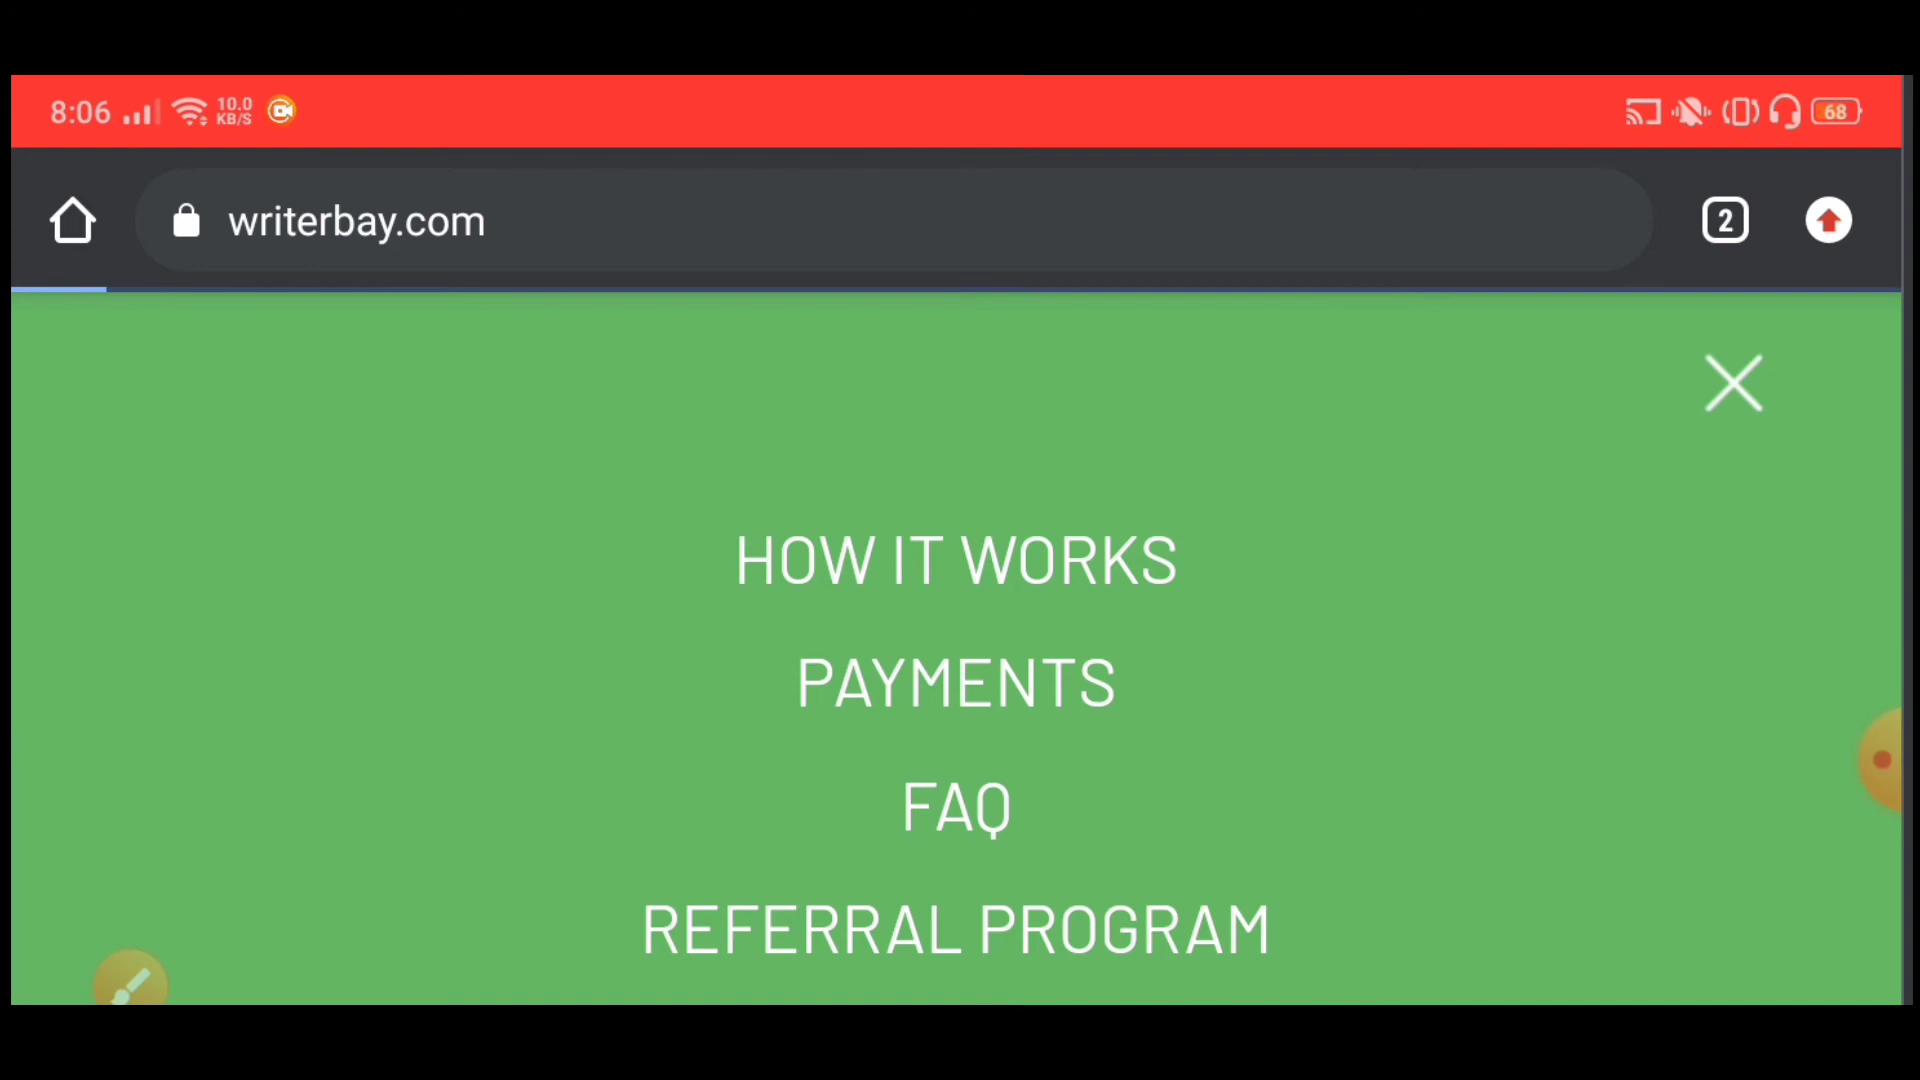 8:06 10.0 KB/S 68
writerbay.com 2
HOW IT WORKS
PAYMENTS
FAQ
REFERRAL PROGRAM